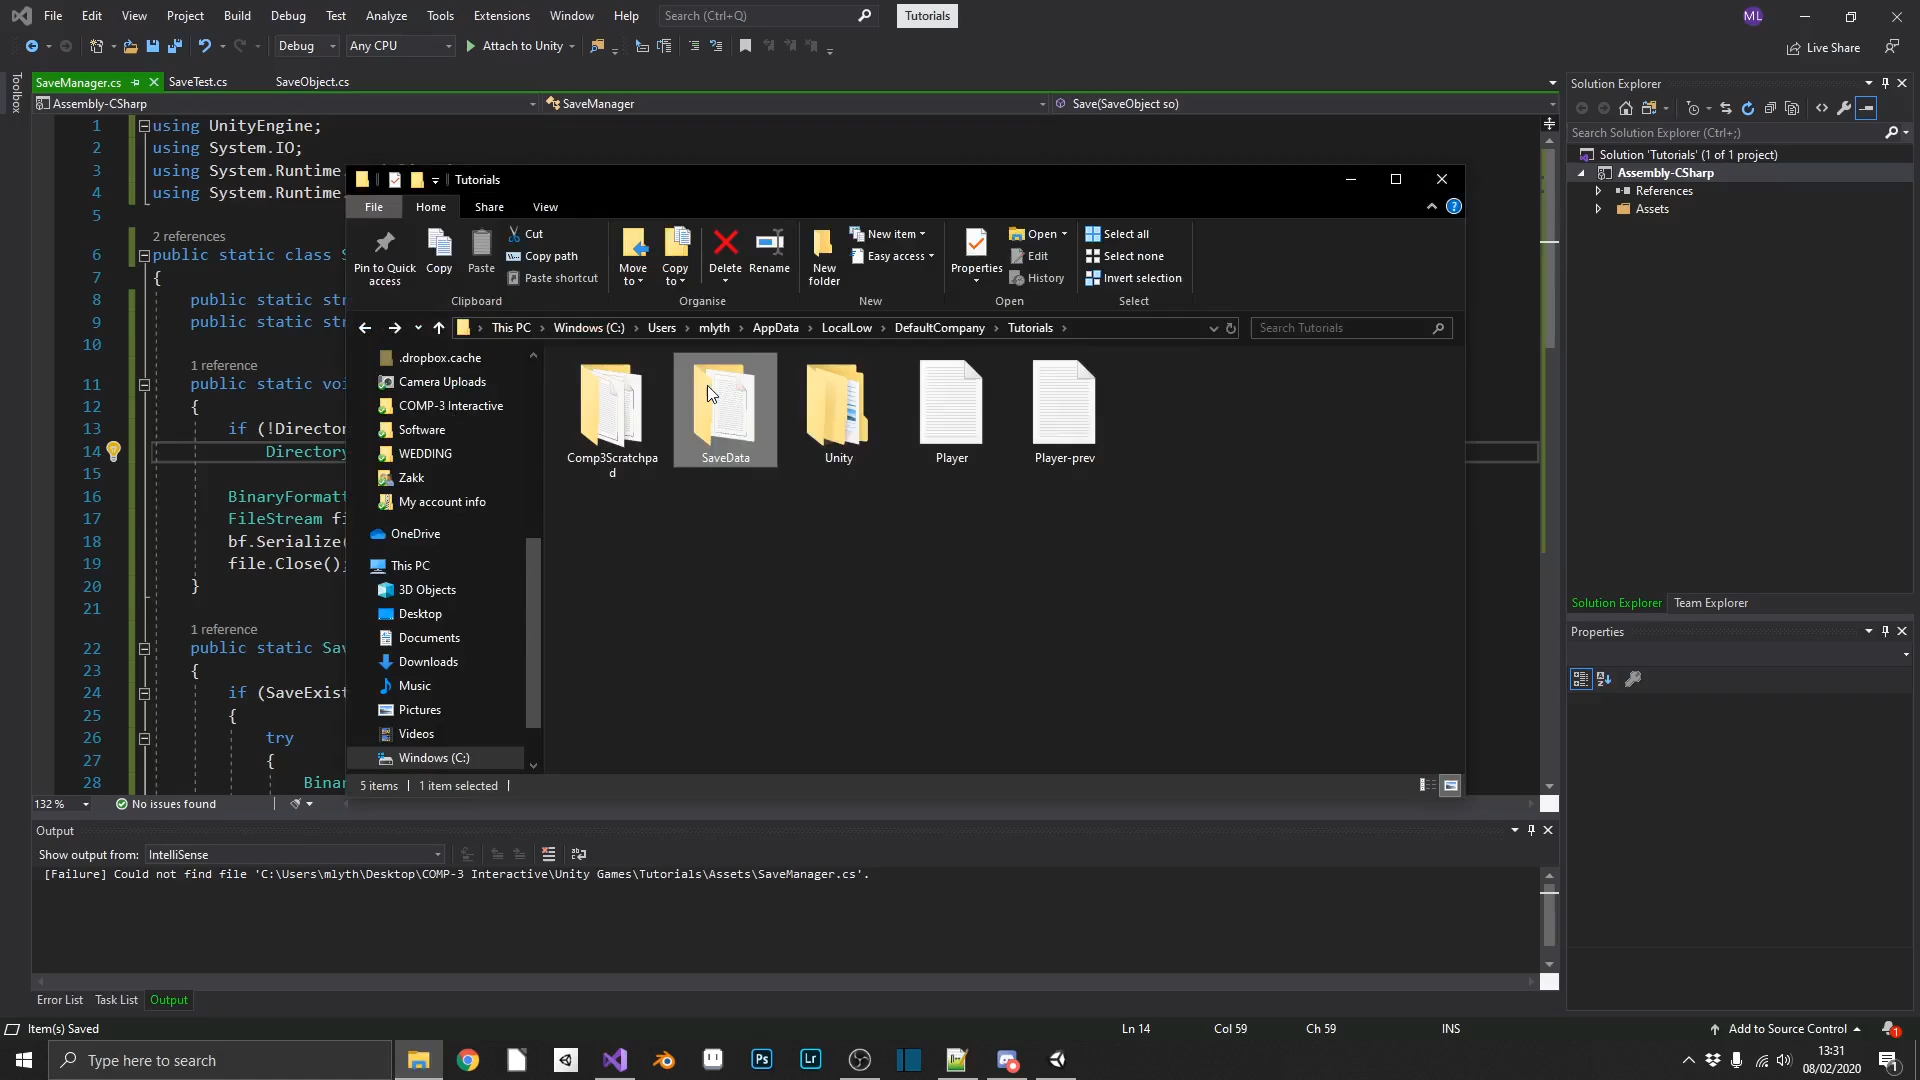 File Edit View Project Build Debug Test Analyze Tools Extensions Window Help Search (Ctrl+Q) Tutorials ML
Debug Any CPU Attach to Unity Live Share
Toolbox
SaveManager.cs SaveTest.cs SaveObject.cs
Assembly-CSharp SaveManager Save(SaveObject so)
1 using UnityEngine;
2 using System.IO;
3 using System.Runtime.
4 using System.Runtime.
5
2 references
6 public static class S
7 {
8 public static str
9 public static str
10
1 reference
11 public static voi
12 {
13 if (!Director
14 Directory
15
16 BinaryFormatt
17 FileStream fi
18 bf.Serialize(
19 file.Close();
20 }
21
1 reference
22 public static Sav
23 {
24 if (SaveExist
25 {
26 try
27 {
28 Binar
132 % No issues found
Tutorials
File Home Share View
Pin to Quick access
Copy
Paste
Cut
Copy path
Paste shortcut
Clipboard
Move to
Copy to
Delete
Rename
Organise
New folder
New item
Easy access
New
Properties
Open
Edit
History
Open
Select all
Select none
Invert selection
Select
This PC Windows (C:) Users mlyth AppData LocalLow DefaultCompany Tutorials
Search Tutorials
.dropbox.cache
Camera Uploads
COMP-3 Interactive
Software
WEDDING
Zakk
My account info
OneDrive
This PC
3D Objects
Desktop
Documents
Downloads
Music
Pictures
Videos
Windows (C:)
Comp3Scratchpa
d
SaveData
Unity
Player
Player-prev
5 items 1 item selected
Solution Explorer
Search Solution Explorer (Ctrl+;)
Solution 'Tutorials' (1 of 1 project)
Assembly-CSharp
References
Assets
Solution Explorer Team Explorer
Properties
Output
Show output from: IntelliSense
[Failure] Could not find file 'C:\Users\mlyth\Desktop\COMP-3 Interactive\Unity Games\Tutorials\Assets\SaveManager.cs'.
Error List Task List Output
Item(s) Saved Ln 14 Col 59 Ch 59 INS Add to Source Control 1
Type here to search
Ps
Lr
13:31
08/02/2020
1